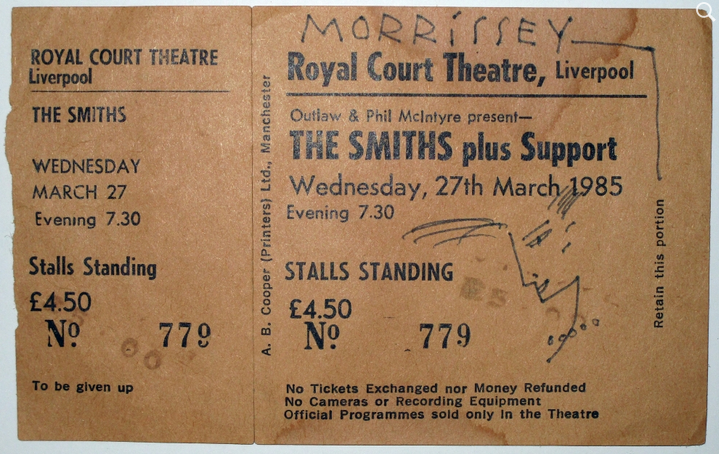 ROYAL COURT THEATRE
Liverpool
THE SMITHS
WEDNESDAY
MARCH 27
Evening 7.30
Stalls Standing
£4.50
Nº 779
To be given up
A. B. Cooper (Printers) Ltd., Manchester
MORRISSEY
Royal Court Theatre, Liverpool
Outlaw & Phil McIntyre present—
THE SMITHS plus Support
Wednesday, 27th March 1985
Evening 7.30
STALLS STANDING
£4.50
Nº 779
No Tickets Exchanged nor Money Refunded
No Cameras or Recording Equipment
Official Programmes sold only in the Theatre
Retain this portion